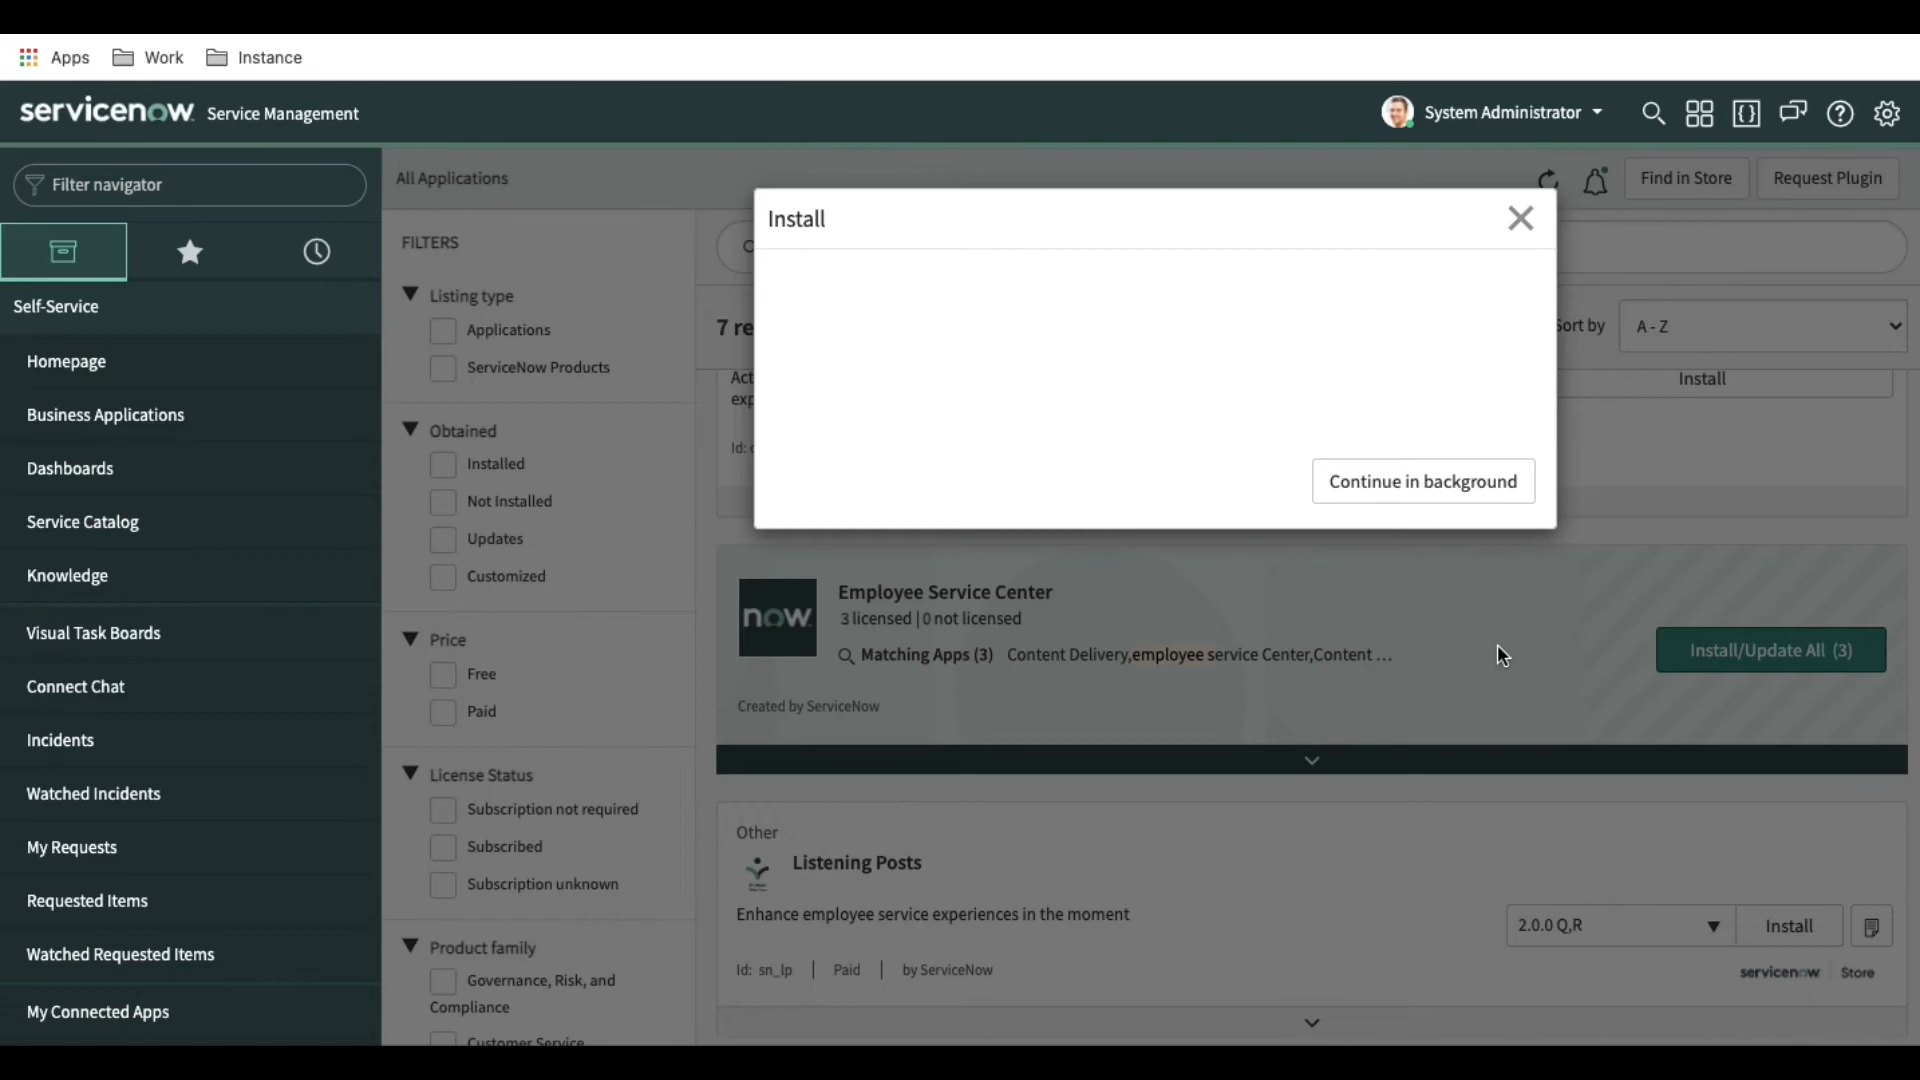 Apps Work Instance
servicenow Service Management System Administrator
Filter navigator
Self-Service
Homepage
Business Applications
Dashboards
Service Catalog
Knowledge
Visual Task Boards
Connect Chat
Incidents
Watched Incidents
My Requests
Requested Items
Watched Requested Items
My Connected Apps
All Applications
Find in Store
Request Plugin
FILTERS
Listing type
Applications
ServiceNow Products
Obtained
Installed
Not Installed
Updates
Customized
Price
Free
Paid
License Status
Subscription not required
Subscribed
Subscription unknown
Product family
Governance, Risk, and
Compliance
Customer Service
Install
Continue in background
7
Sort by
A - Z
Install
Id:
Employee Service Center
3 licensed | 0 not licensed
Matching Apps (3) Content Delivery,employee service Center,Content ...
Install/Update All (3)
Created by ServiceNow
now
Other
Listening Posts
Enhance employee service experiences in the moment
2.0.0 Q,R
Install
Id: sn_lp | Paid | by ServiceNow
servicenow Store